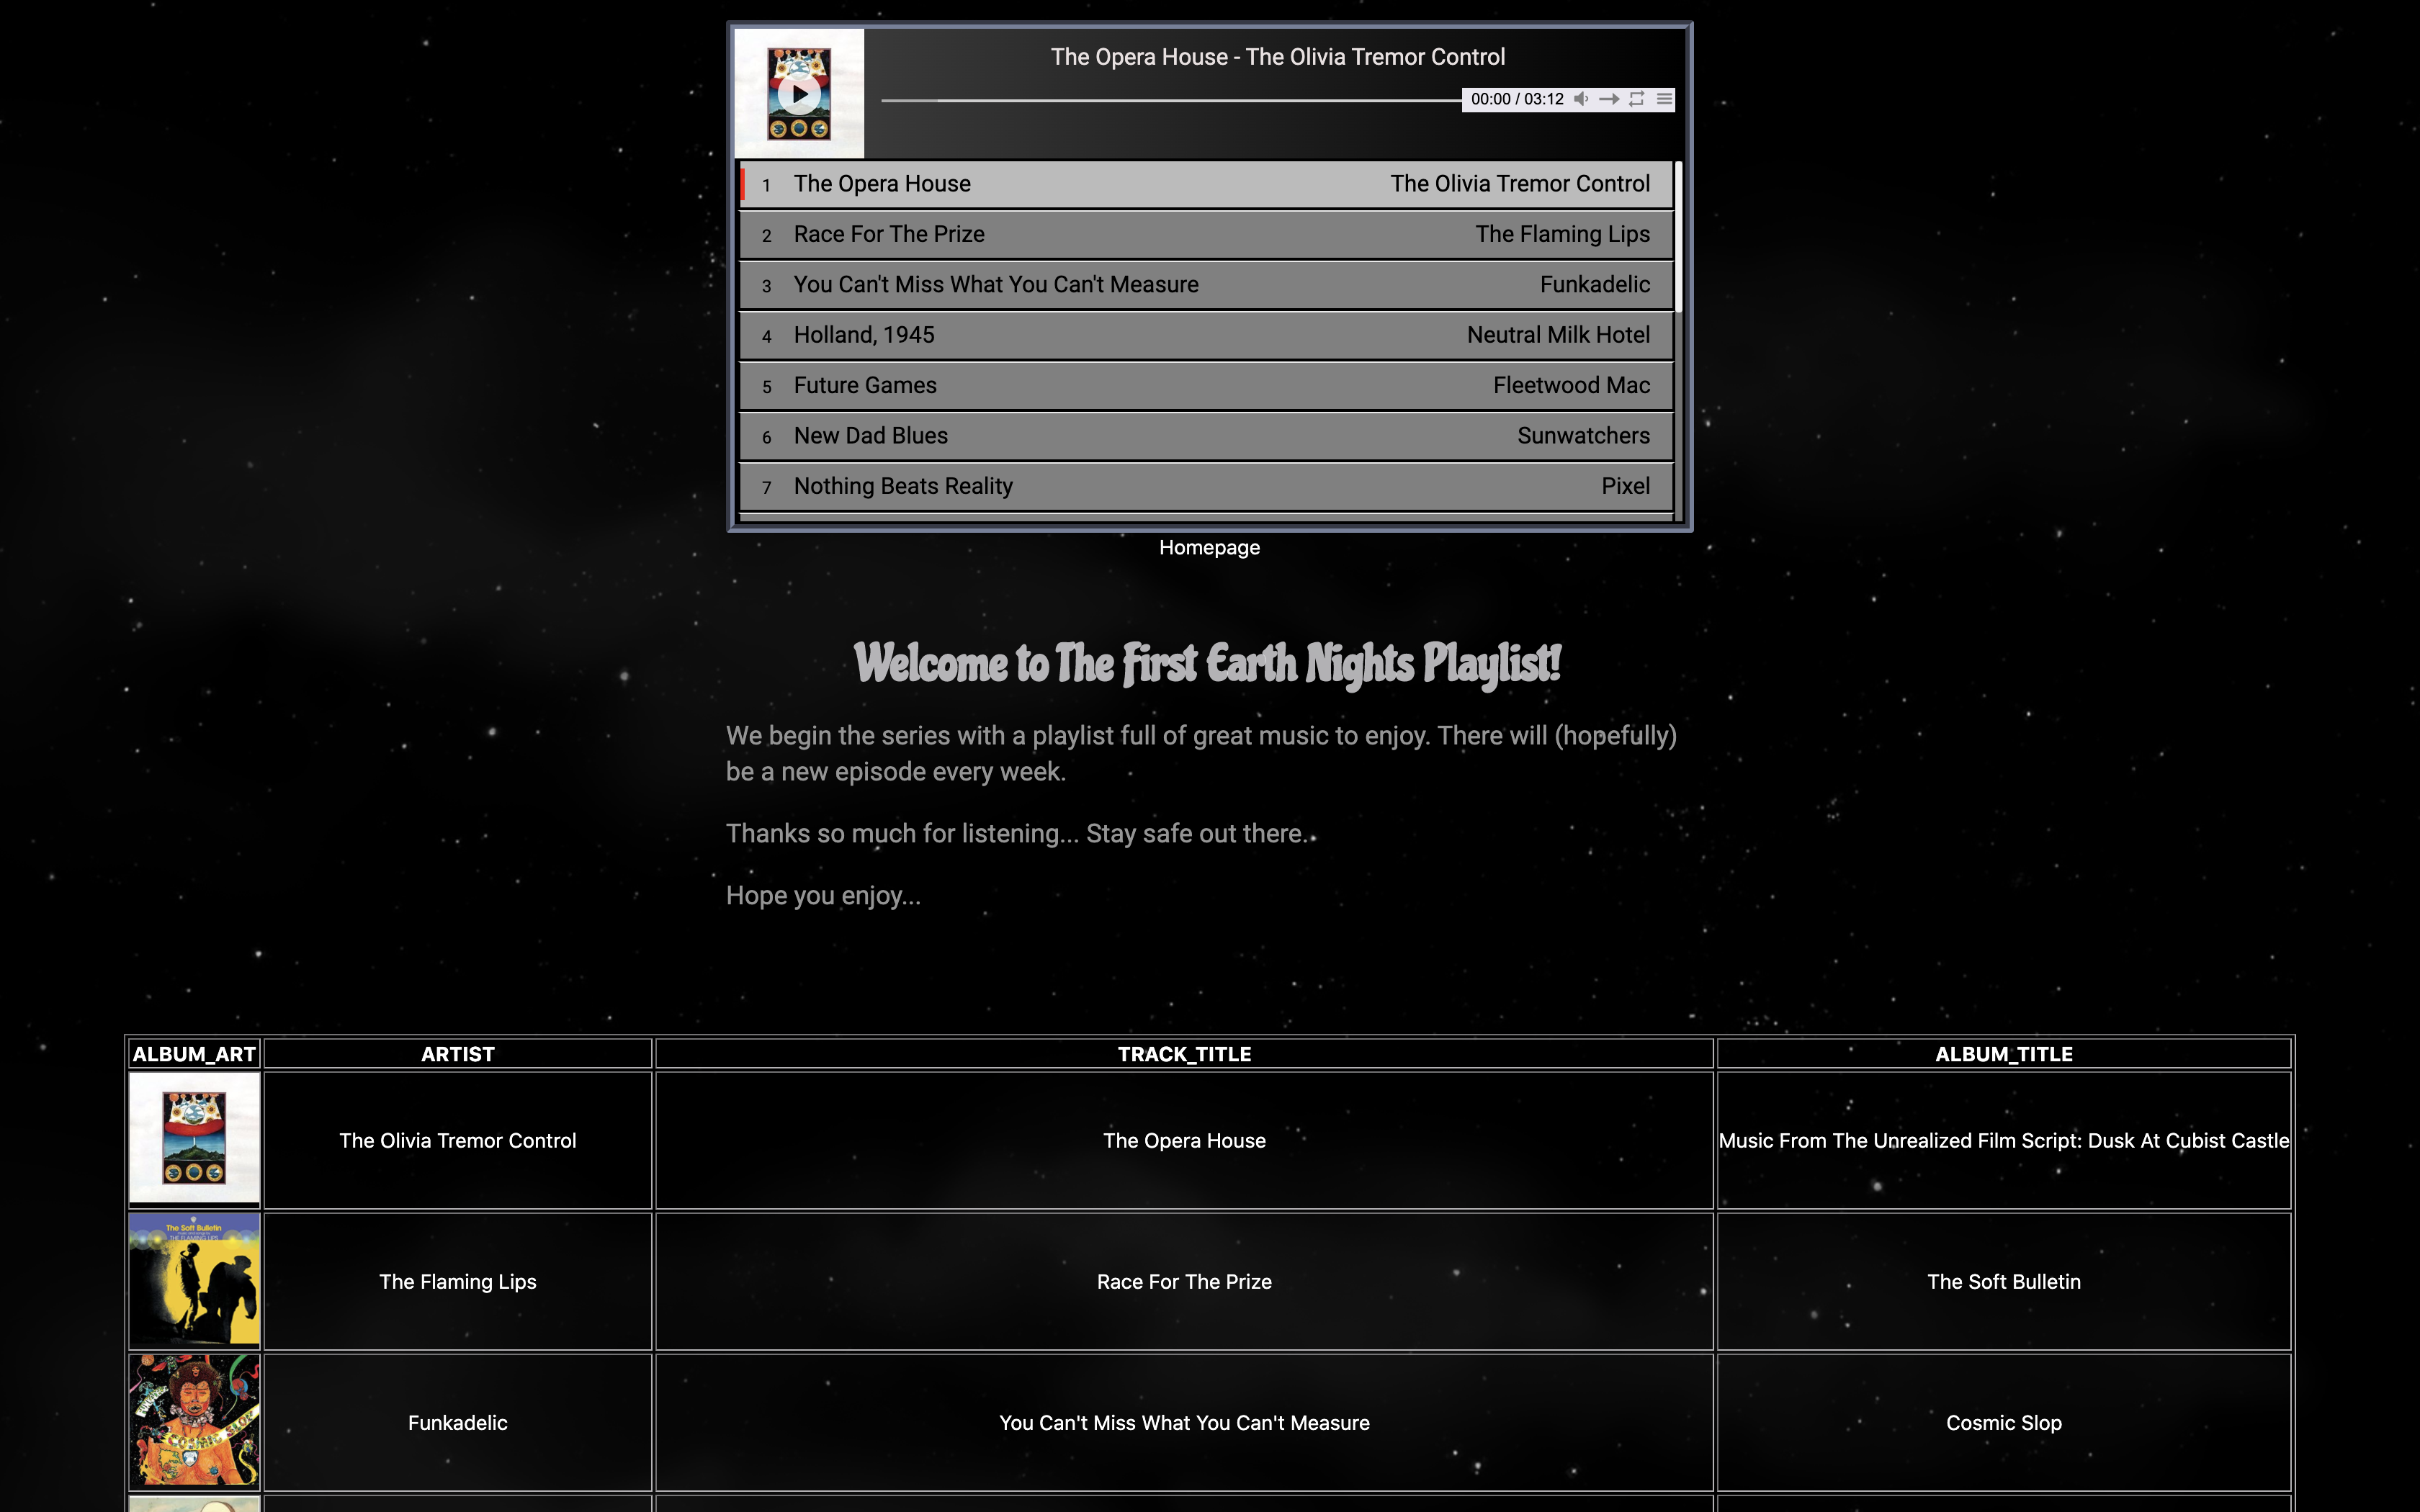 The Opera House - The Olivia Tremor Control
00:00 / 03:12
1 The Opera House The Olivia Tremor Control
2 Race For The Prize The Flaming Lips
3 You Can't Miss What You Can't Measure Funkadelic
4 Holland, 1945 Neutral Milk Hotel
5 Future Games Fleetwood Mac
6 New Dad Blues Sunwatchers
7 Nothing Beats Reality Pixel
Homepage
Welcome to The First Earth Nights Playlist!
We begin the series with a playlist full of great music to enjoy. There will (hopefully)
be a new episode every week.
Thanks so much for listening... Stay safe out there.
Hope you enjoy...
ALBUM_ART ARTIST TRACK_TITLE ALBUM_TITLE
The Olivia Tremor Control The Opera House Music From The Unrealized Film Script: Dusk At Cubist Castle
The Soft Bulletin
THE FLAMING LIPS
The Flaming Lips Race For The Prize The Soft Bulletin
COSMIC SLOP
Funkadelic You Can't Miss What You Can't Measure Cosmic Slop